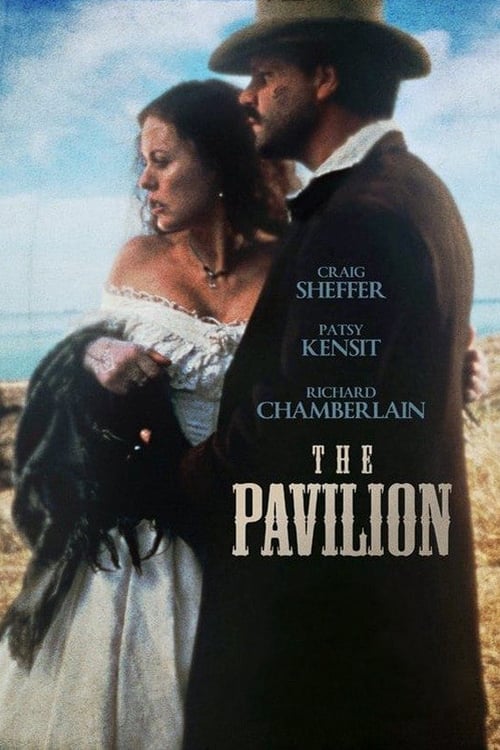 CRAIG
SHEFFER
PATSY
KENSIT
RICHARD
CHAMBERLAIN
THE
PAVILION